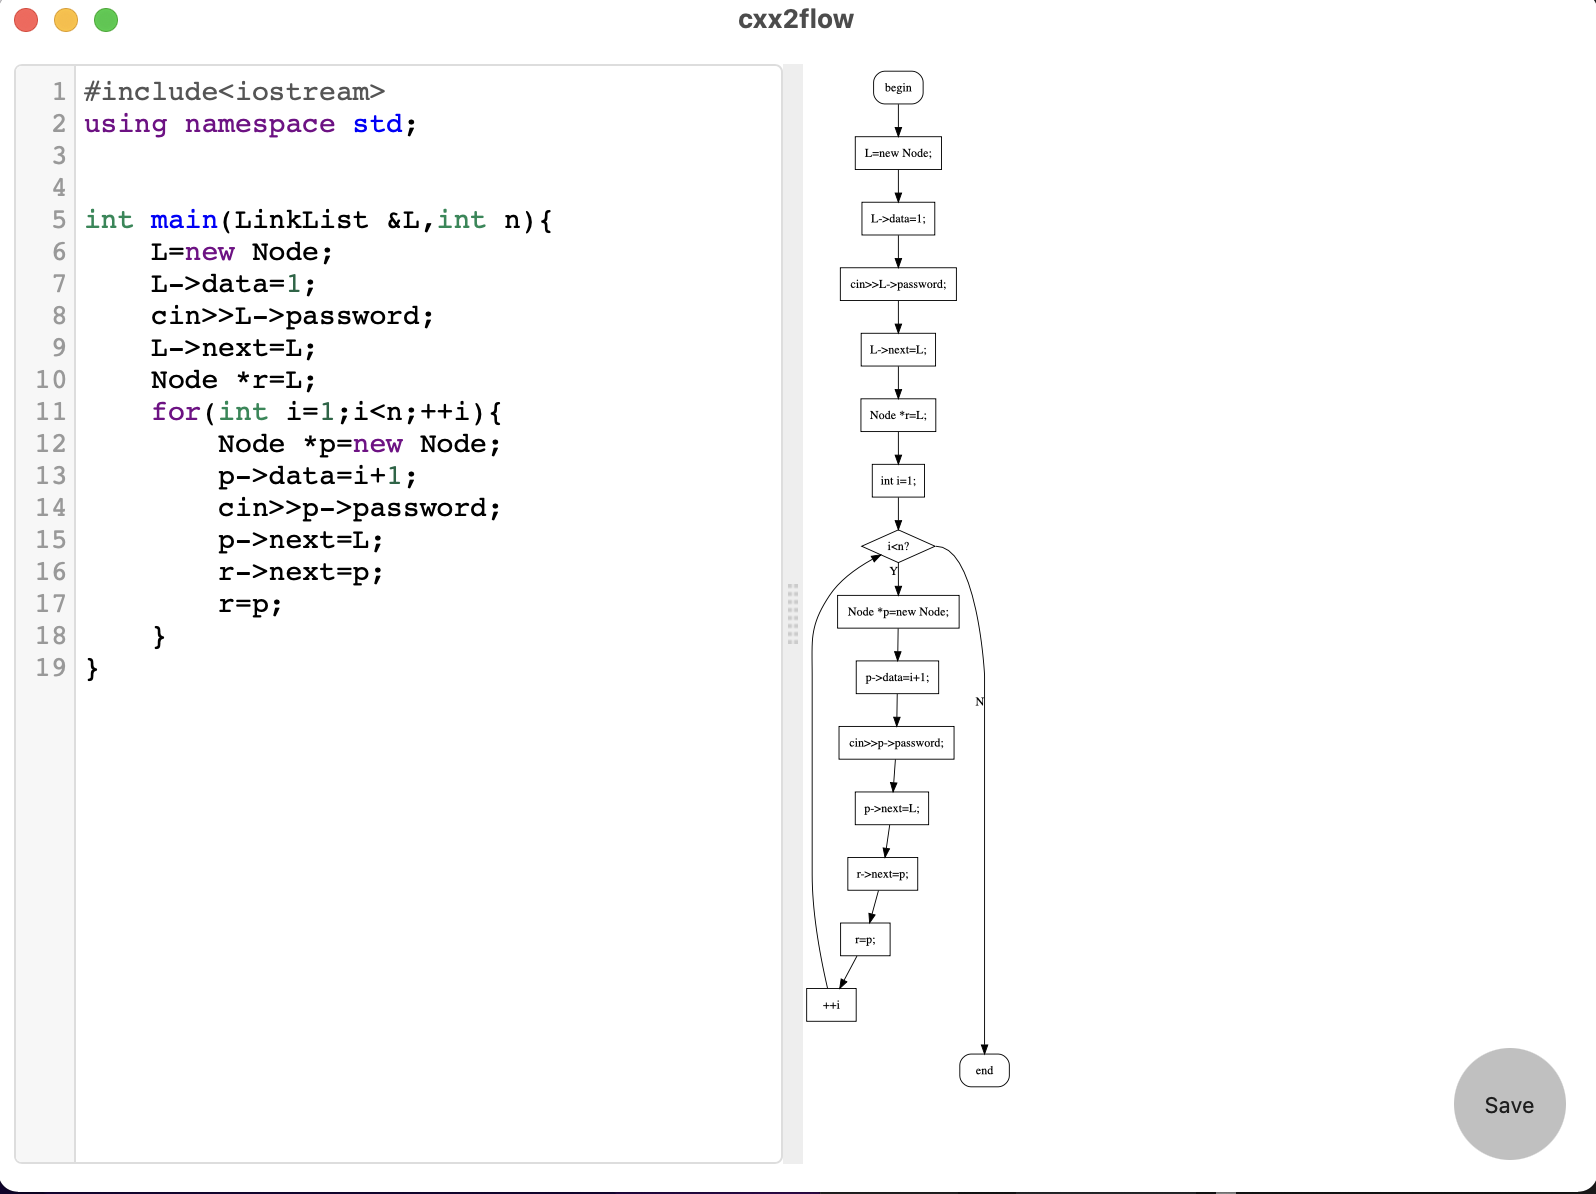 cxx2flow
1 #include<iostream>
2 using namespace std;
3
4
5 int main(LinkList &L,int n){
6     L=new Node;
7     L->data=1;
8     cin>>L->password;
9     L->next=L;
10     Node *r=L;
11     for(int i=1;i<n;++i){
12         Node *p=new Node;
13         p->data=i+1;
14         cin>>p->password;
15         p->next=L;
16         r->next=p;
17         r=p;
18     }
19 }
begin
L=new Node;
L->data=1;
cin>>L->password;
L->next=L;
Node *r=L;
int i=1;
i<n?
Y
Node *p=new Node;
p->data=i+1;
N
cin>>p->password;
p->next=L;
r->next=p;
r=p;
++i
end
Save